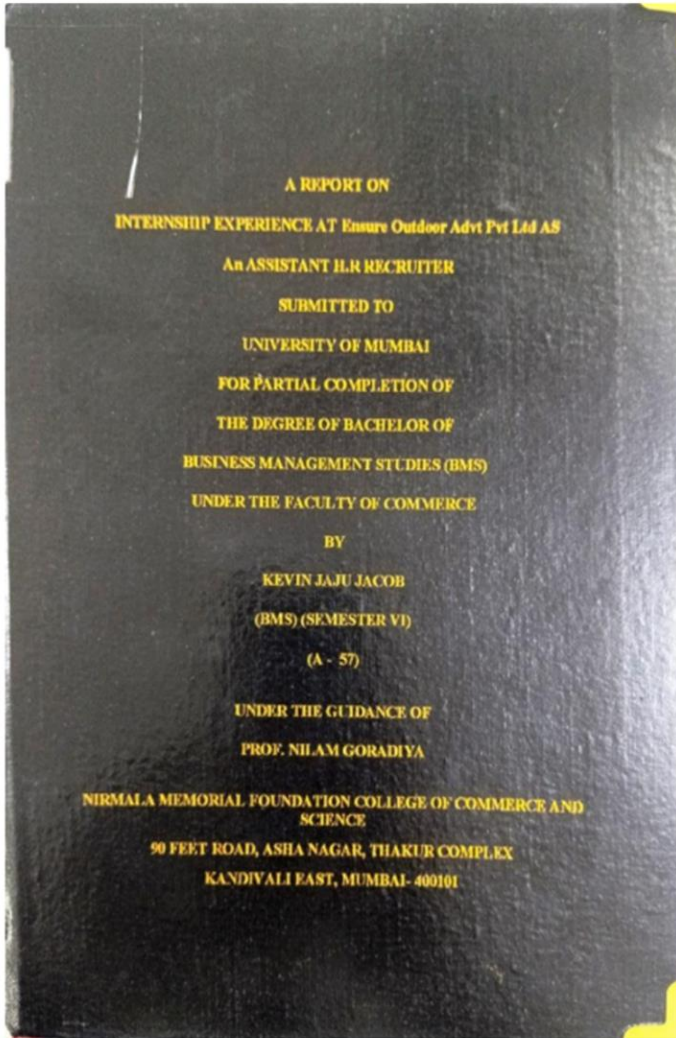 A REPORT ON
INTERNSHIP EXPERIENCE AT Ensure Outdoor Advt Pvt Ltd AS
An ASSISTANT H.R RECRUITER
SUBMITTED TO
UNIVERSITY OF MUMBAI
FOR PARTIAL COMPLETION OF
THE DEGREE OF BACHELOR OF
BUSINESS MANAGEMENT STUDIES (BMS)
UNDER THE FACULTY OF COMMERCE
BY
KEVIN JAJU JACOB
(BMS) (SEMESTER VI)
(A - 57)
UNDER THE GUIDANCE OF
PROF. NILAM GORADIYA
NIRMALA MEMORIAL FOUNDATION COLLEGE OF COMMERCE AND
SCIENCE
90 FEET ROAD, ASHA NAGAR, THAKUR COMPLEX
KANDIVALI EAST, MUMBAI- 400101